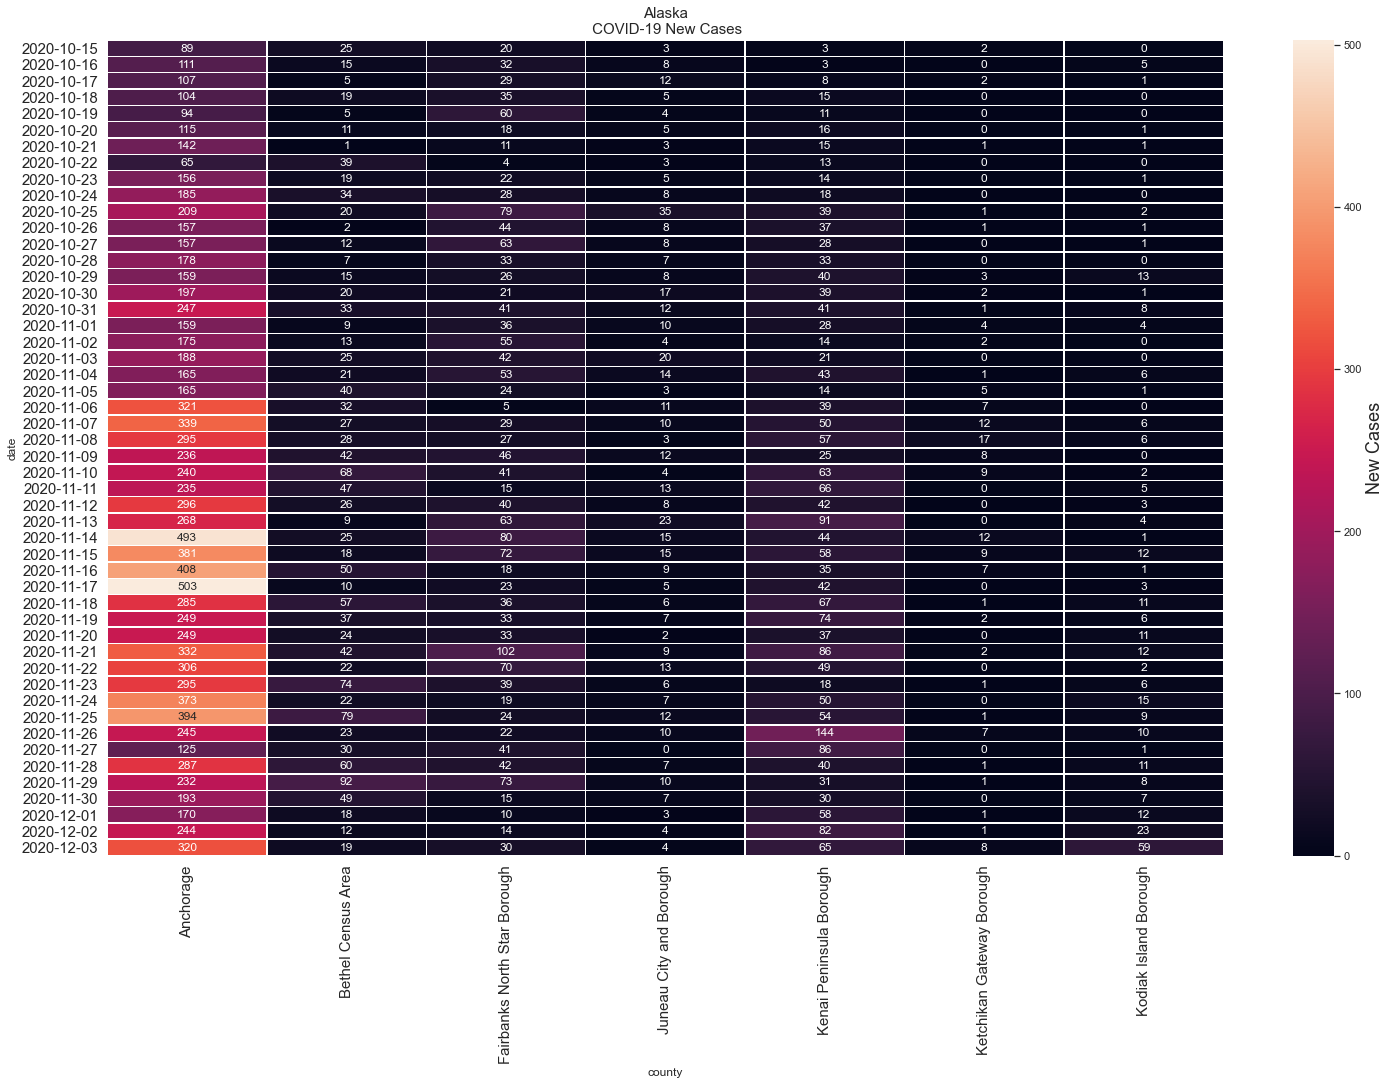 Alaska
COVID-19 New Cases
2020-10-15 89 25 20 3 3 2 0
2020-10-16 111 15 32 8 3 0 5
2020-10-17 107 5 29 12 8 2 1
2020-10-18 104 19 35 5 15 0 0
2020-10-19 94 5 60 4 11 0 0
2020-10-20 115 11 18 5 16 0 1
2020-10-21 142 1 11 3 15 1 1
2020-10-22 65 39 4 3 13 0 0
2020-10-23 156 19 22 5 14 0 1
2020-10-24 185 34 28 8 18 0 0
2020-10-25 209 20 79 35 39 1 2
2020-10-26 157 2 44 8 37 1 1
2020-10-27 157 12 63 8 28 0 1
2020-10-28 178 7 33 7 33 0 0
2020-10-29 159 15 26 8 40 3 13
2020-10-30 197 20 21 17 39 2 1
2020-10-31 247 33 41 12 41 1 8
2020-11-01 159 9 36 10 28 4 4
2020-11-02 175 13 55 4 14 2 0
2020-11-03 188 25 42 20 21 0 0
2020-11-04 165 21 53 14 43 1 6
2020-11-05 165 40 24 3 14 5 1
2020-11-06 321 32 5 11 39 7 0
2020-11-07 339 27 29 10 50 12 6
2020-11-08 295 28 27 3 57 17 6
2020-11-09 236 42 46 12 25 8 0
2020-11-10 240 68 41 4 63 9 2
2020-11-11 235 47 15 13 66 0 5
2020-11-12 296 26 40 8 42 0 3
2020-11-13 268 9 63 23 91 0 4
2020-11-14 493 25 80 15 44 12 1
2020-11-15 381 18 72 15 58 9 12
2020-11-16 408 50 18 9 35 7 1
2020-11-17 503 10 23 5 42 0 3
2020-11-18 285 57 36 6 67 1 11
2020-11-19 249 37 33 7 74 2 6
2020-11-20 249 24 33 2 37 0 11
2020-11-21 332 42 102 9 86 2 12
2020-11-22 306 22 70 13 49 0 2
2020-11-23 295 74 39 6 18 1 6
2020-11-24 373 22 19 7 50 0 15
2020-11-25 394 79 24 12 54 1 9
2020-11-26 245 23 22 10 144 7 10
2020-11-27 125 30 41 0 86 0 1
2020-11-28 287 60 42 7 40 1 11
2020-11-29 232 92 73 10 31 1 8
2020-11-30 193 49 15 7 30 0 7
2020-12-01 170 18 10 3 58 1 12
2020-12-02 244 12 14 4 82 1 23
2020-12-03 320 19 30 4 65 8 59
date
Anchorage
Bethel Census Area
Fairbanks North Star Borough
Juneau City and Borough
Kenai Peninsula Borough
Ketchikan Gateway Borough
Kodiak Island Borough
county
500
400
300
200
100
0
New Cases